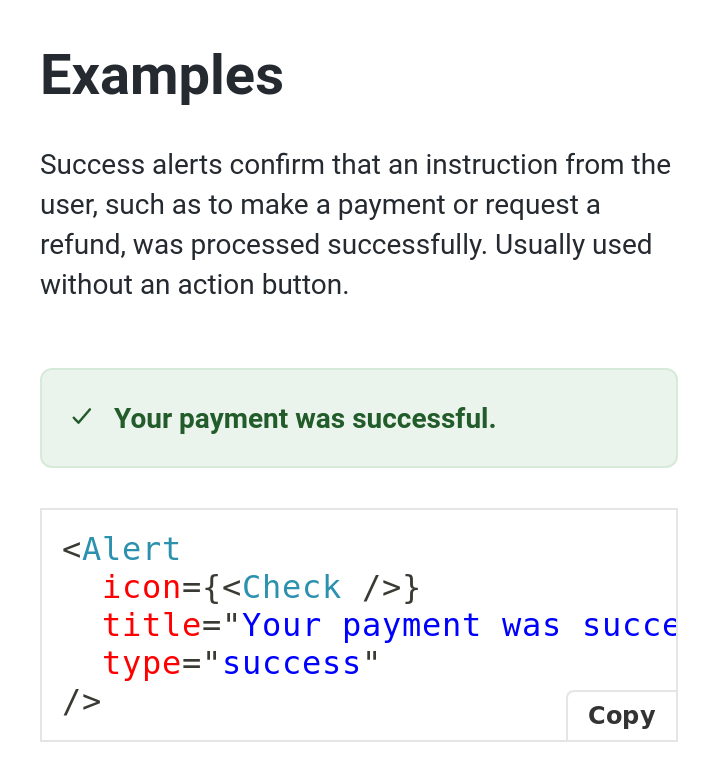 Examples
Success alerts confirm that an instruction from the
user, such as to make a payment or request a
refund, was processed successfully. Usually used
without an action button.
Your payment was successful.
<Alert
  icon={<Check />}
  title="Your payment was succe
  type="success"
/>
Copy